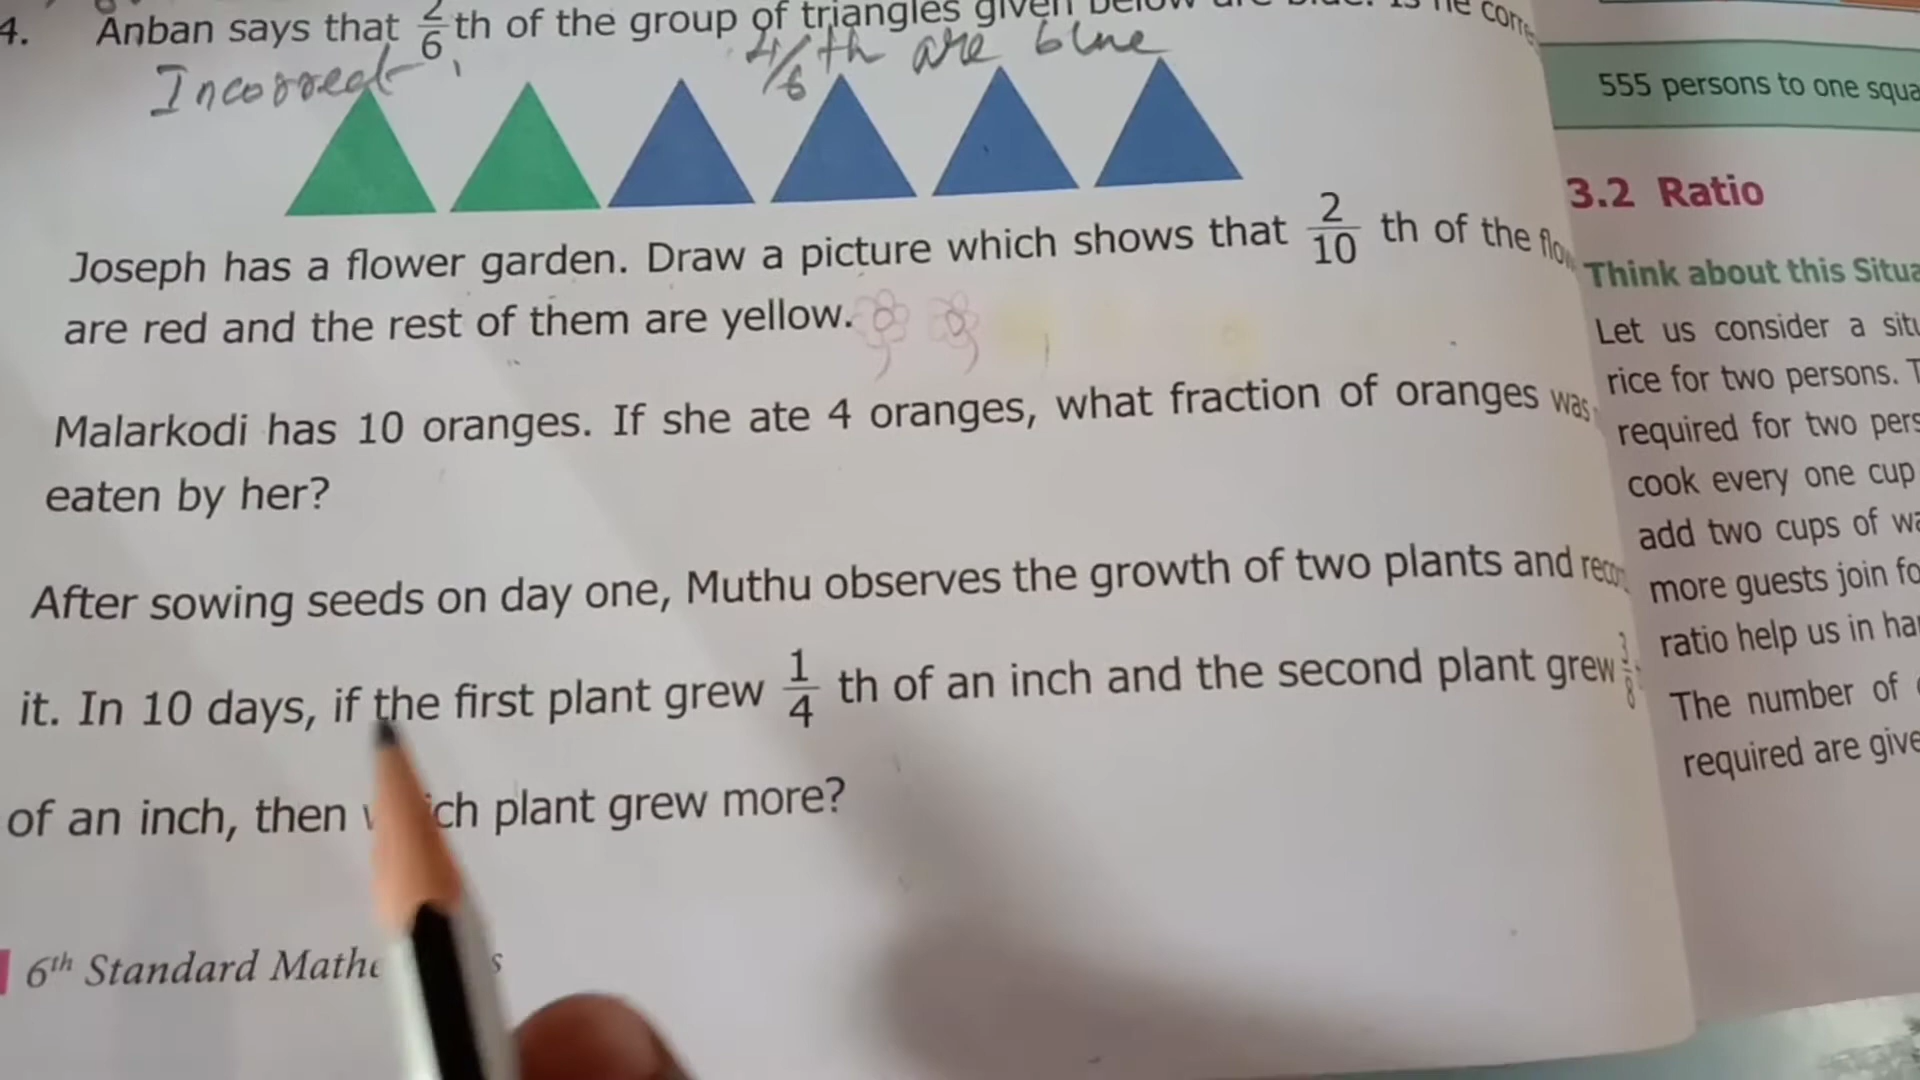 4. Anban says that 2/6 th of the group of triangles given below are blue. Is he
Incorrect 4/6 th are blue
Joseph has a flower garden. Draw a picture which shows that 2/10 th of the
are red and the rest of them are yellow.
Malarkodi has 10 oranges. If she ate 4 oranges, what fraction of oranges was
eaten by her?
After sowing seeds on day one, Muthu observes the growth of two plants and
it. In 10 days, if the first plant grew 1/4 th of an inch and the second plant grew 3/8
of an inch, then plant grew more?
6th Standard
555 persons to one
3.2 Ratio
Think about this
Let us consider a
rice for two persons.
required for two
cook every one cup
add two cups of
more guests join
ratio help us in
The number of
required are